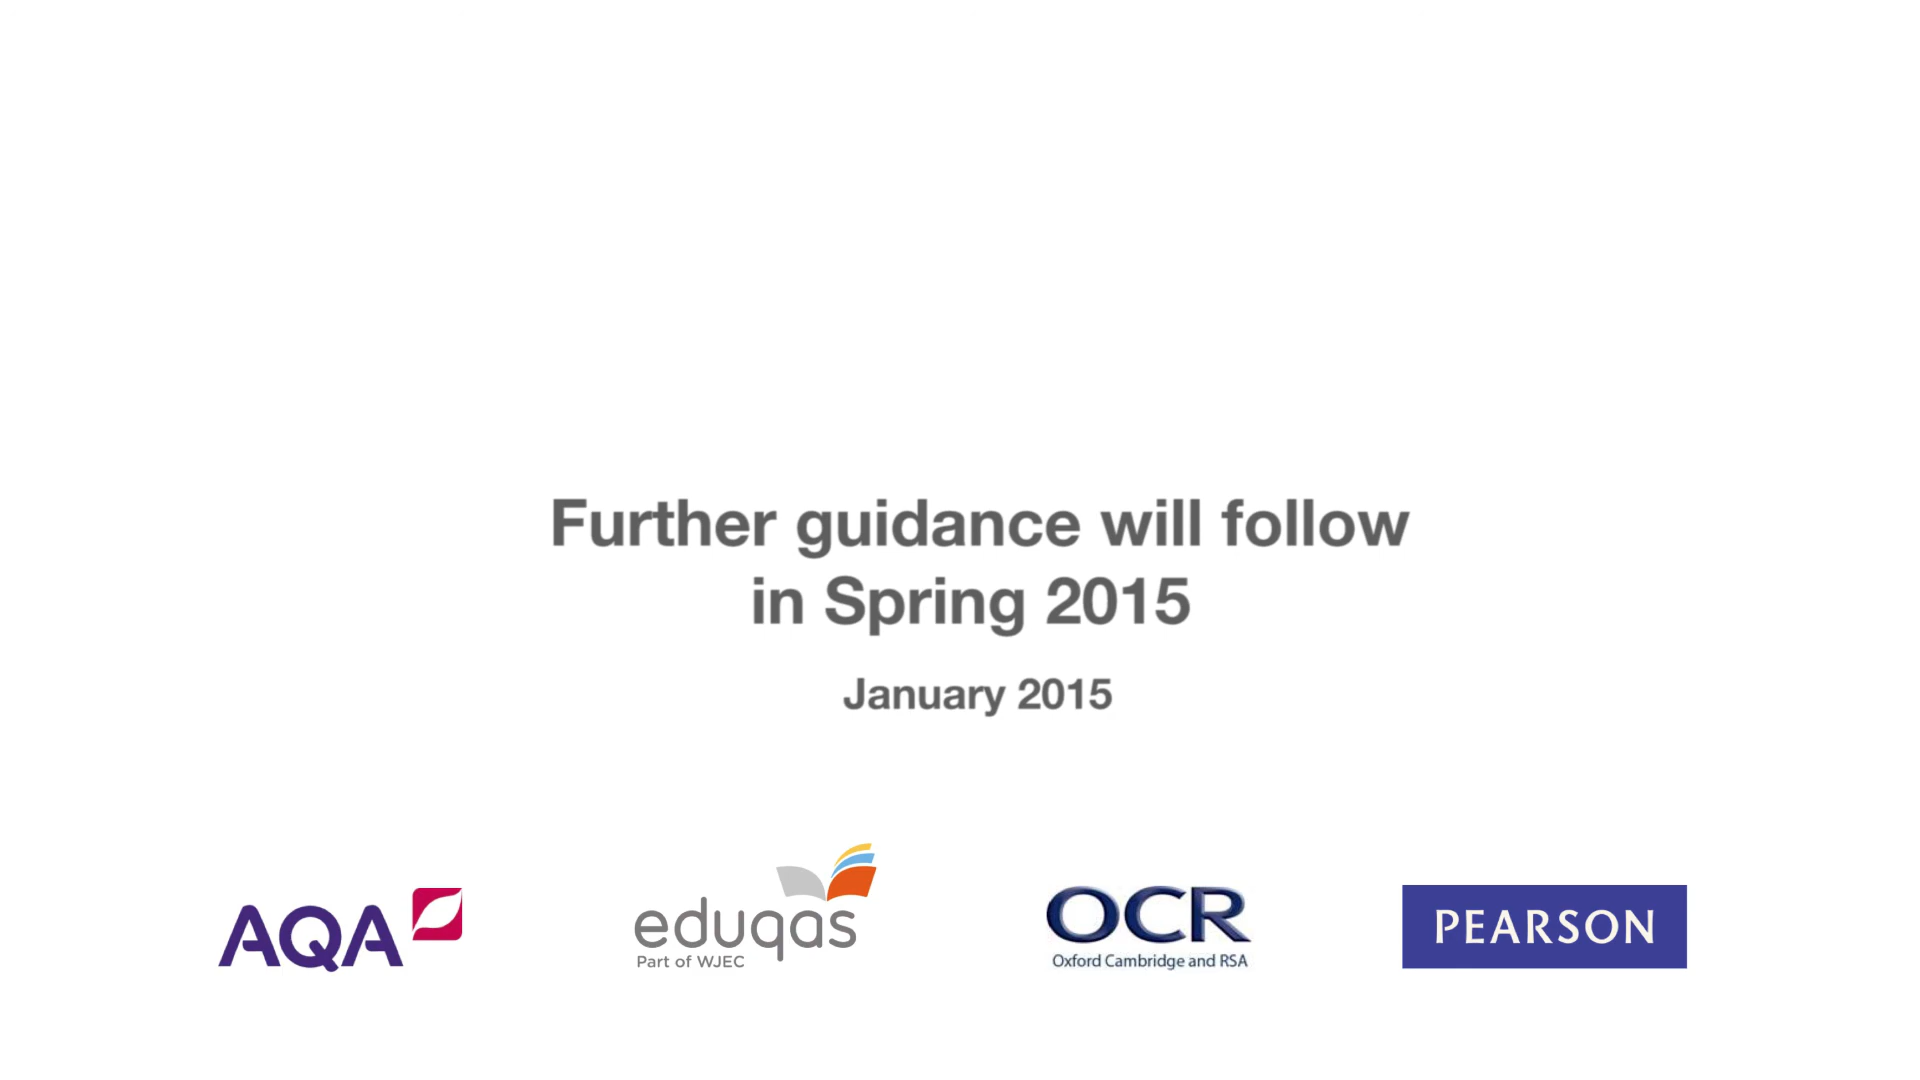 Further guidance will follow
in Spring 2015
January 2015
AQA
eduqas
Part of WJEC
OCR
Oxford Cambridge and RSA
PEARSON